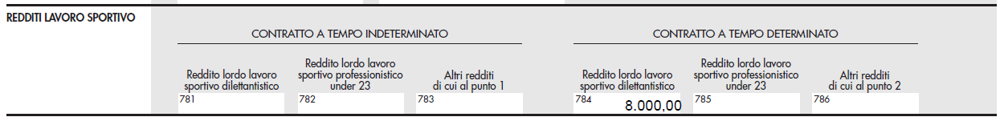 REDDITI LAVORO SPORTIVO
CONTRATTO A TEMPO INDETERMINATO
Reddito lordo lavoro
sportivo dilettantistico
781
Reddito lordo lavoro
sportivo professionistico
under 23
782
Altri redditi
di cui al punto 1
783
CONTRATTO A TEMPO DETERMINATO
Reddito lordo lavoro
sportivo dilettantistico
784 8.000,00
Reddito lordo lavoro
sportivo professionistico
under 23
785
Altri redditi
di cui al punto 2
786